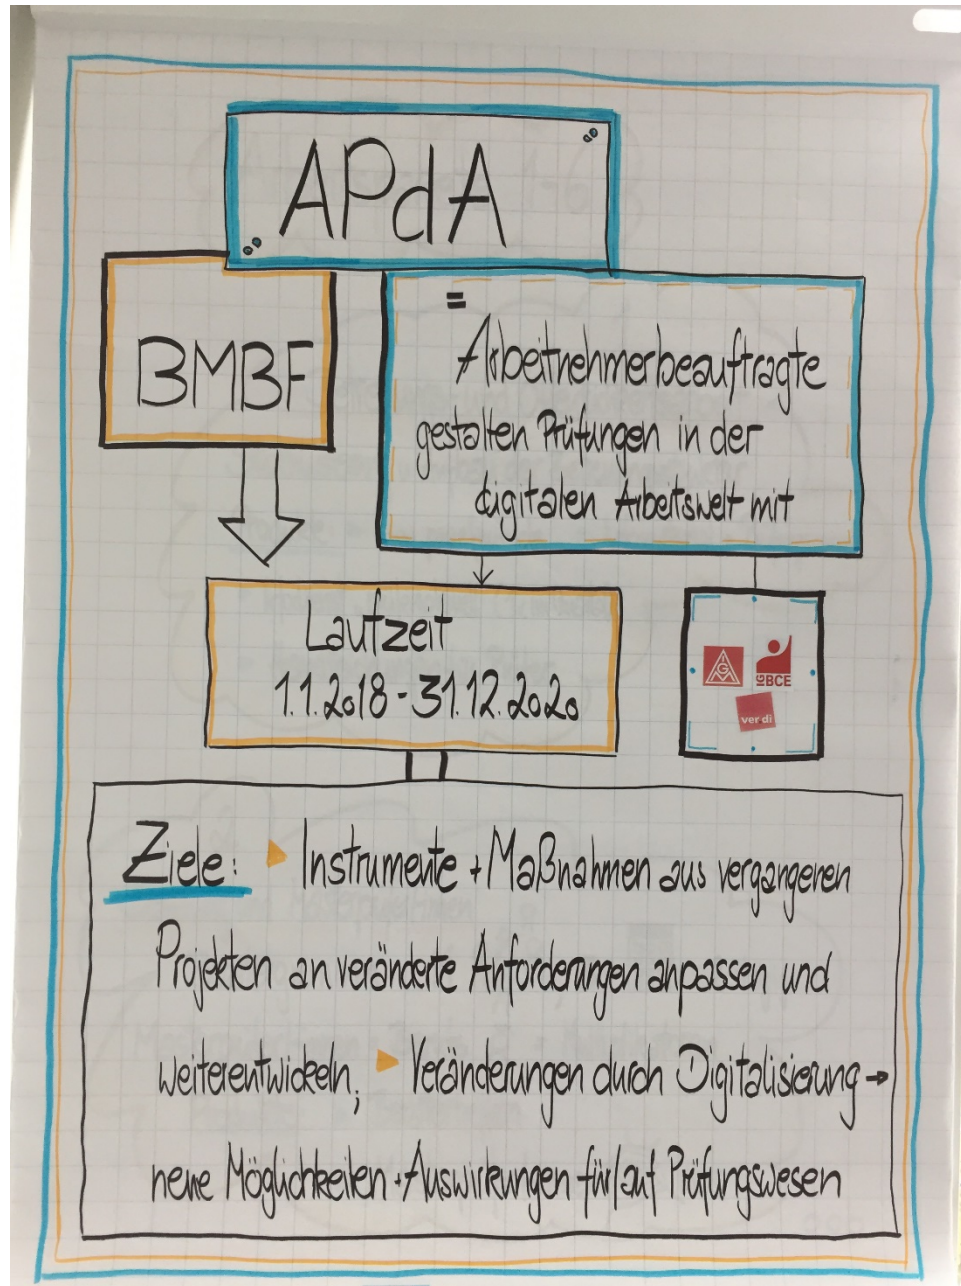 APdA
BMBF
=
Arbeitnehmerbeauftragte
gestalten Prüfungen in der
digitalen Arbeitswelt mit
Laufzeit
1.1.2018 - 31.12.2020
IGM
IGBCE
ver.di
Ziele: Instrumente + Maßnahmen aus vergangenen
Projekten an veränderte Anforderungen anpassen und
weiterentwickeln; Veränderungen durch Digitalisierung →
neue Möglichkeiten + Auswirkungen für/auf Prüfungswesen